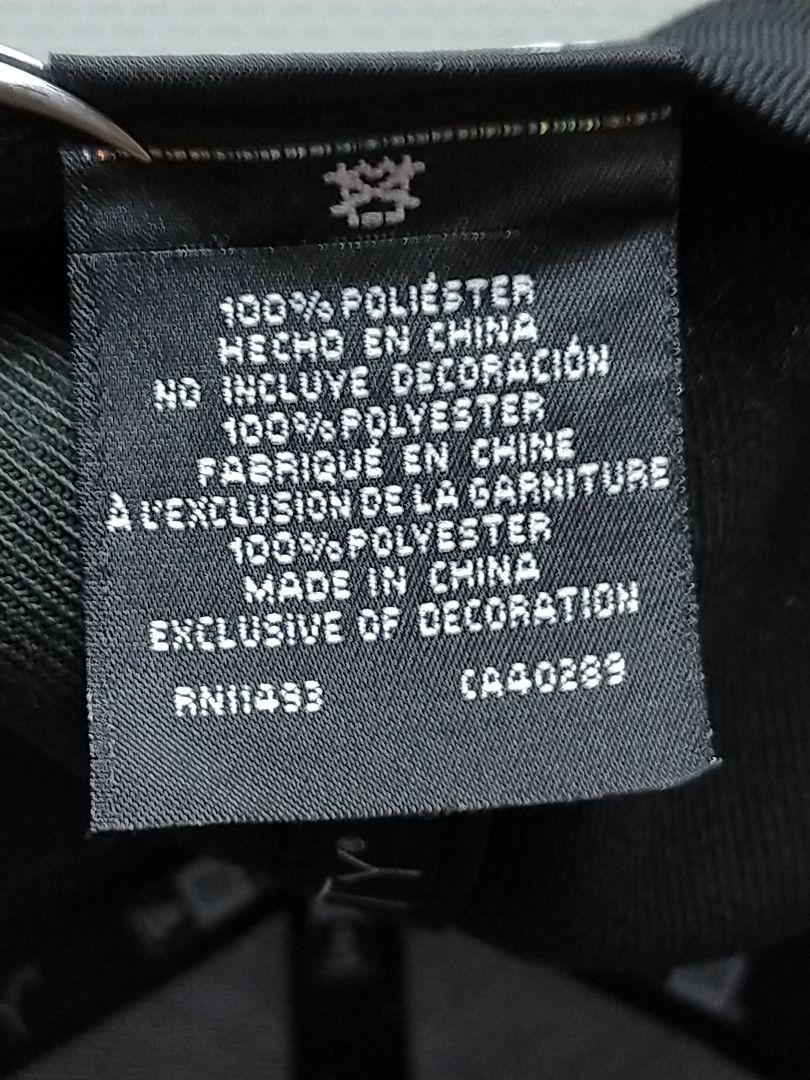 100% POLIÉSTER
HECHO EN CHINA
NO INCLUYE DECORACIÓN
100% POLYESTER
FABRIQUÉ EN CHINE
À L'EXCLUSION DE LA GARNITURE
100% POLYESTER
MADE IN CHINA
EXCLUSIVE OF DECORATION
RN11493 CA40289